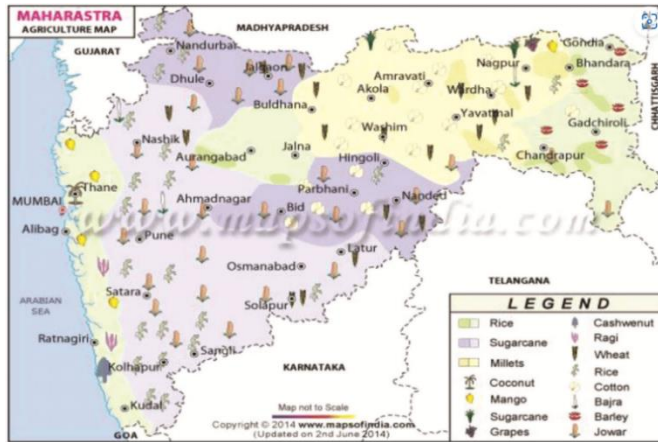 MAHARASTRA
AGRICULTURE MAP
MADHYAPRADESH
GUJARAT
CHHATTISGARH
Nandurbar
Jalgaon
Dhule
Buldhana
Amravati
Akola
Nagpur
Gondia
Bhandara
Wardha
Yavatmal
Washim
Gadchiroli
Chandrapur
Nashik
Aurangabad
Jalna
Hingoli
Parbhani
Nanded
Thane
MUMBAI
Ahmadnagar
Bid
www.mapsofindia.com
Alibag
Pune
Latur
Osmanabad
Satara
Solapur
ARABIAN
SEA
Ratnagiri
Sangli
Kolhapur
Kudal
GOA
KARNATAKA
TELANGANA
LEGEND
Rice
Sugarcane
Millets
Coconut
Mango
Sugarcane
Grapes
Cashwenut
Ragi
Wheat
Rice
Cotton
Bajra
Barley
Jowar
Map not to Scale
Copyright © 2014 www.mapsofindia.com
(Updated on 2nd June 2014)